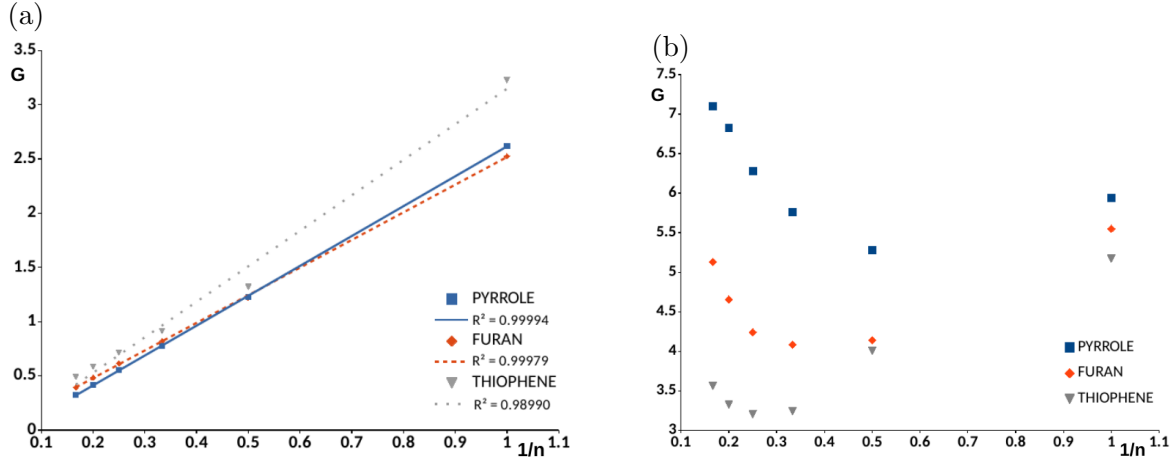 (a)
3.5
G
3
2.5
2
1.5
1
0.5
0
0.1 0.2 0.3 0.4 0.5 0.6 0.7 0.8 0.9 1 1.1
1/n
PYRROLE
R² = 0.99994
FURAN
R² = 0.99979
THIOPHENE
R² = 0.98990
(b)
7.5
G
7
6.5
6
5.5
5
4.5
4
3.5
3
0.1 0.2 0.3 0.4 0.5 0.6 0.7 0.8 0.9 1 1.1
1/n
PYRROLE
FURAN
THIOPHENE